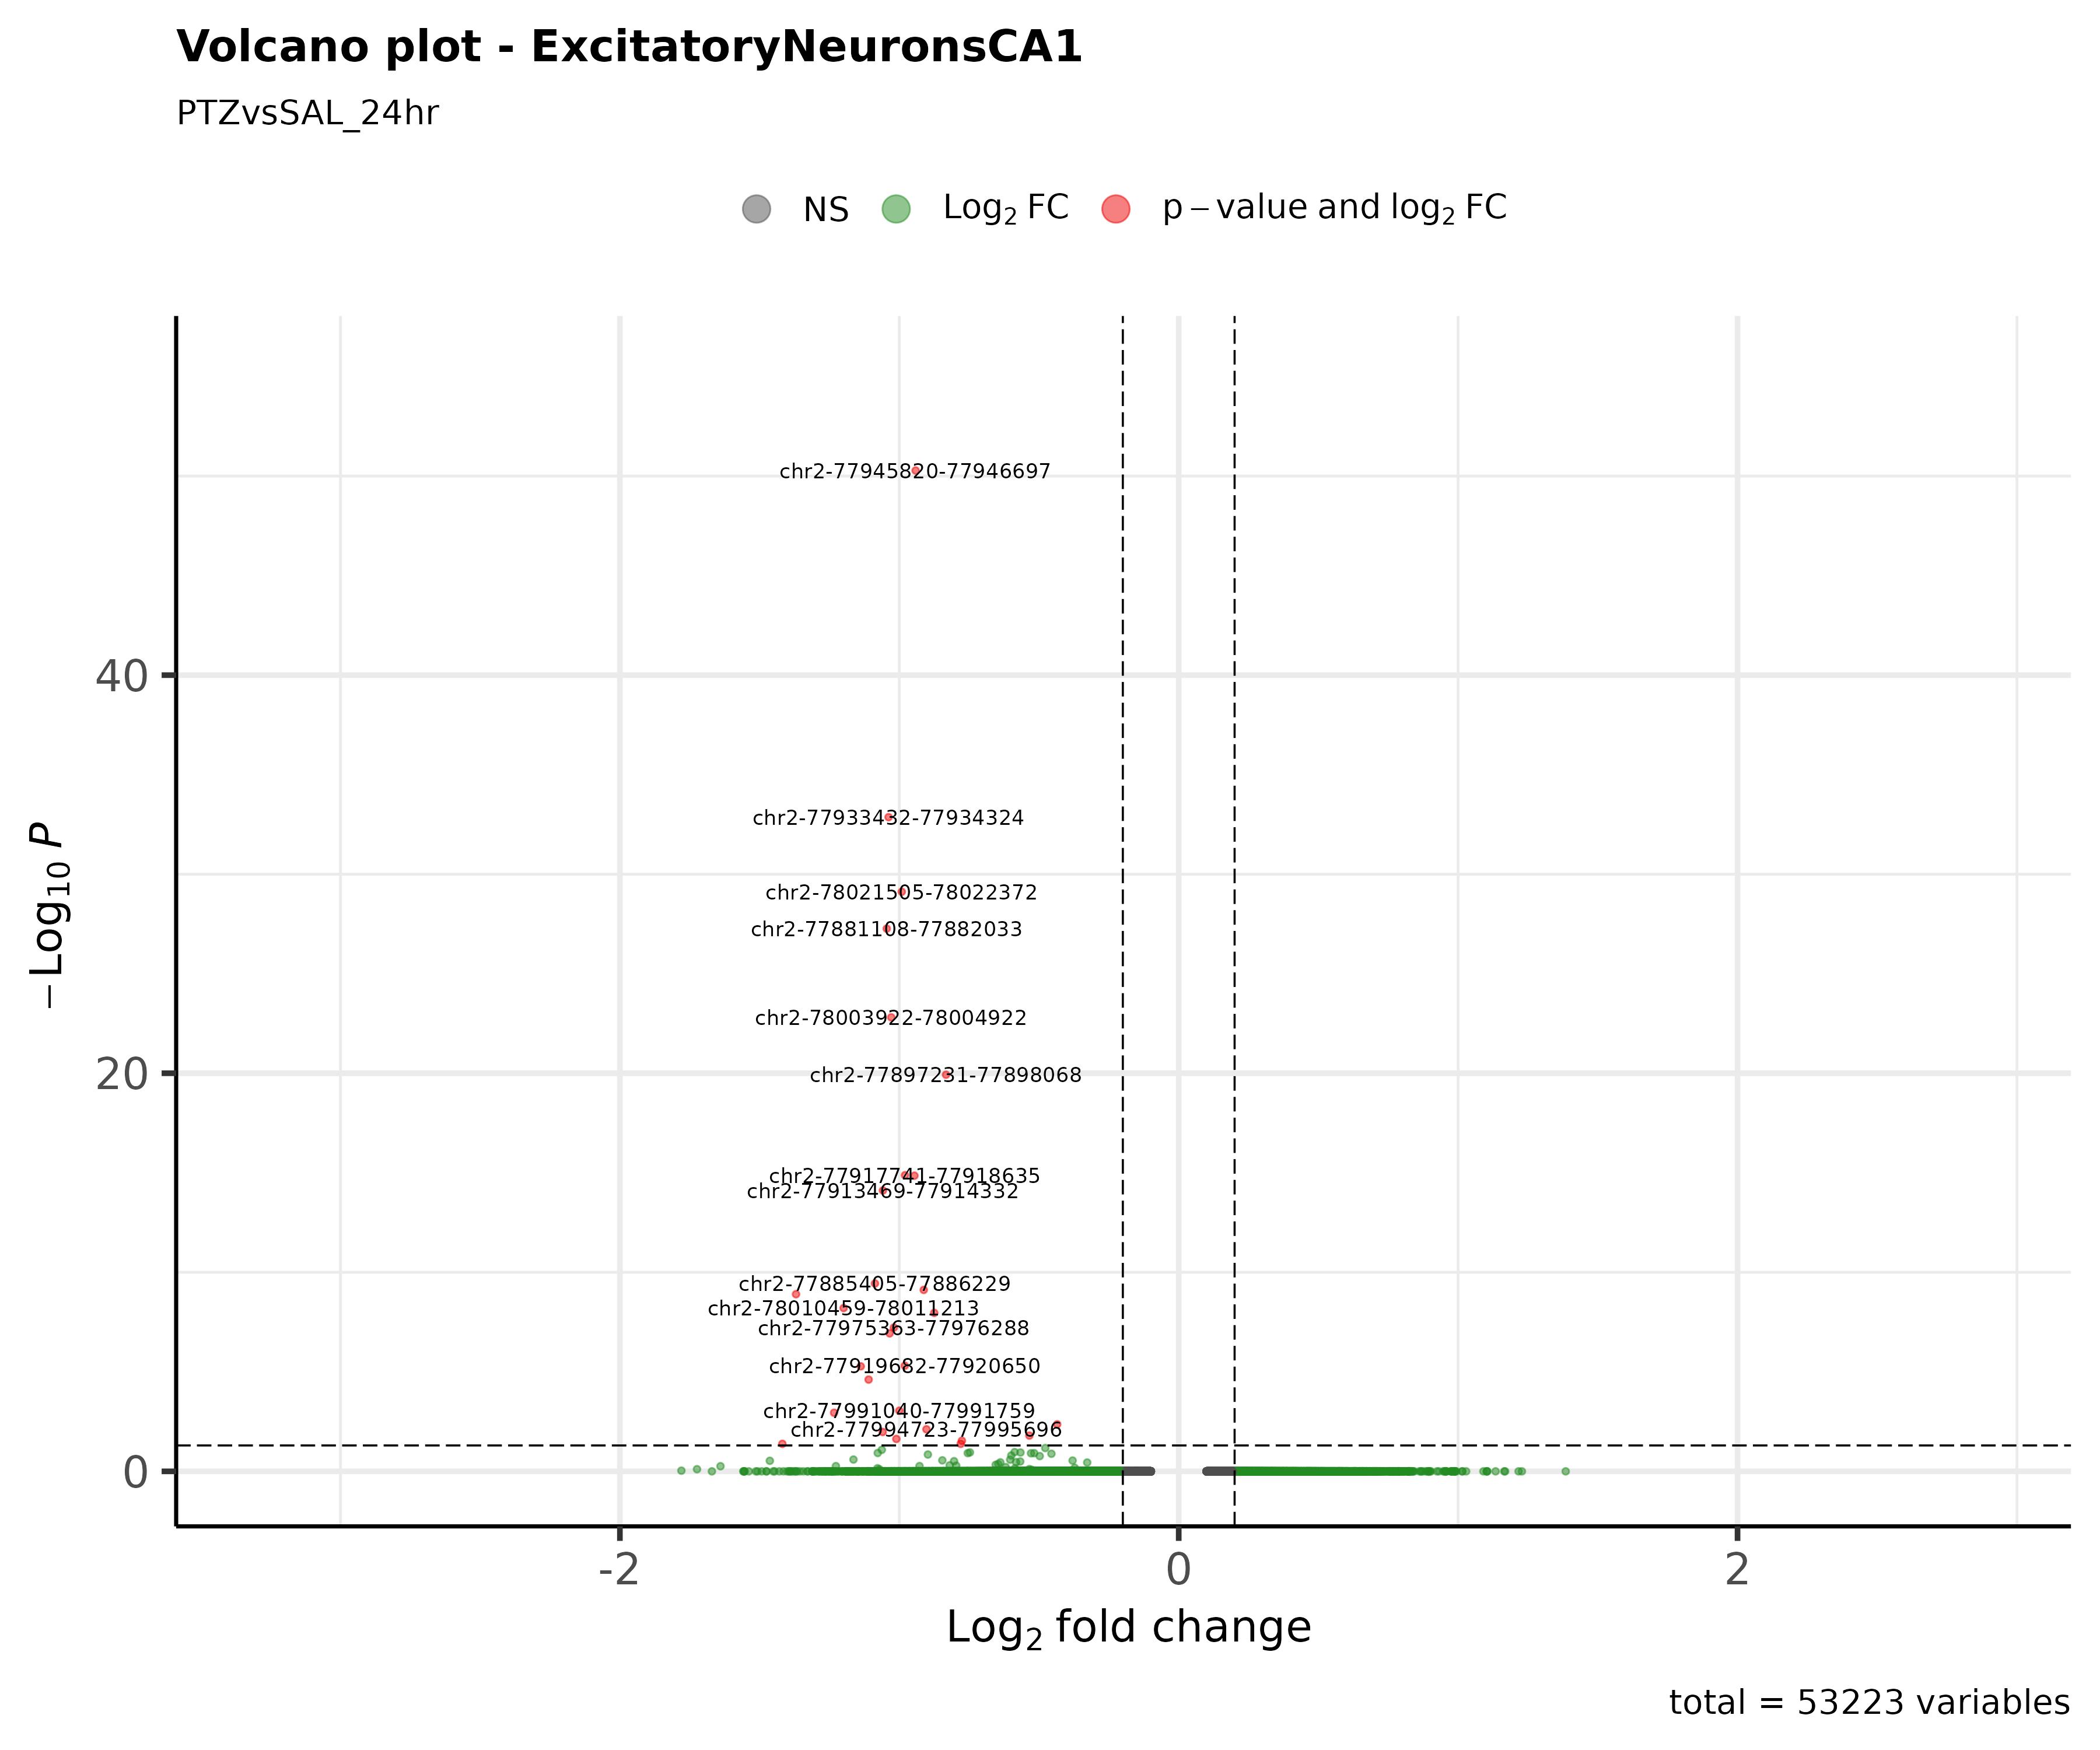 Volcano plot - ExcitatoryNeuronsCA1
PTZvsSAL_24hr
NS Log2 FC p – value and log2 FC
chr2-77945820-77946697
40
chr2-77933432-77934324
chr2-78021505-78022372
chr2-77881108-77882033
−Log10 P
chr2-78003922-78004922
20
chr2-77897231-77898068
chr2-77917741-77918635
chr2-77913469-77914332
chr2-77885405-77886229
chr2-78010459-78011213
chr2-77975363-77976288
chr2-77919682-77920650
chr2-77991040-77991759
chr2-77994723-77995696
0
-2 0 2
Log2 fold change
total = 53223 variables